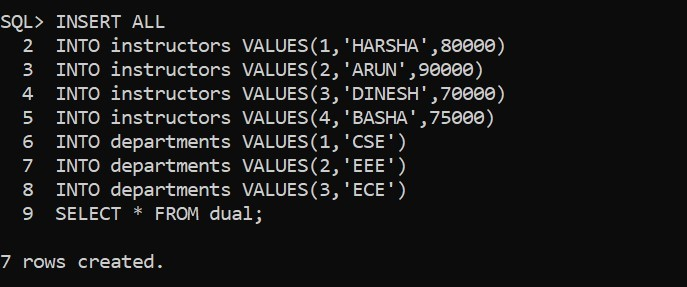 SQL> INSERT ALL
2 INTO instructors VALUES(1,'HARSHA',80000)
3 INTO instructors VALUES(2,'ARUN',90000)
4 INTO instructors VALUES(3,'DINESH',70000)
5 INTO instructors VALUES(4,'BASHA',75000)
6 INTO departments VALUES(1,'CSE')
7 INTO departments VALUES(2,'EEE')
8 INTO departments VALUES(3,'ECE')
9 SELECT * FROM dual;
7 rows created.